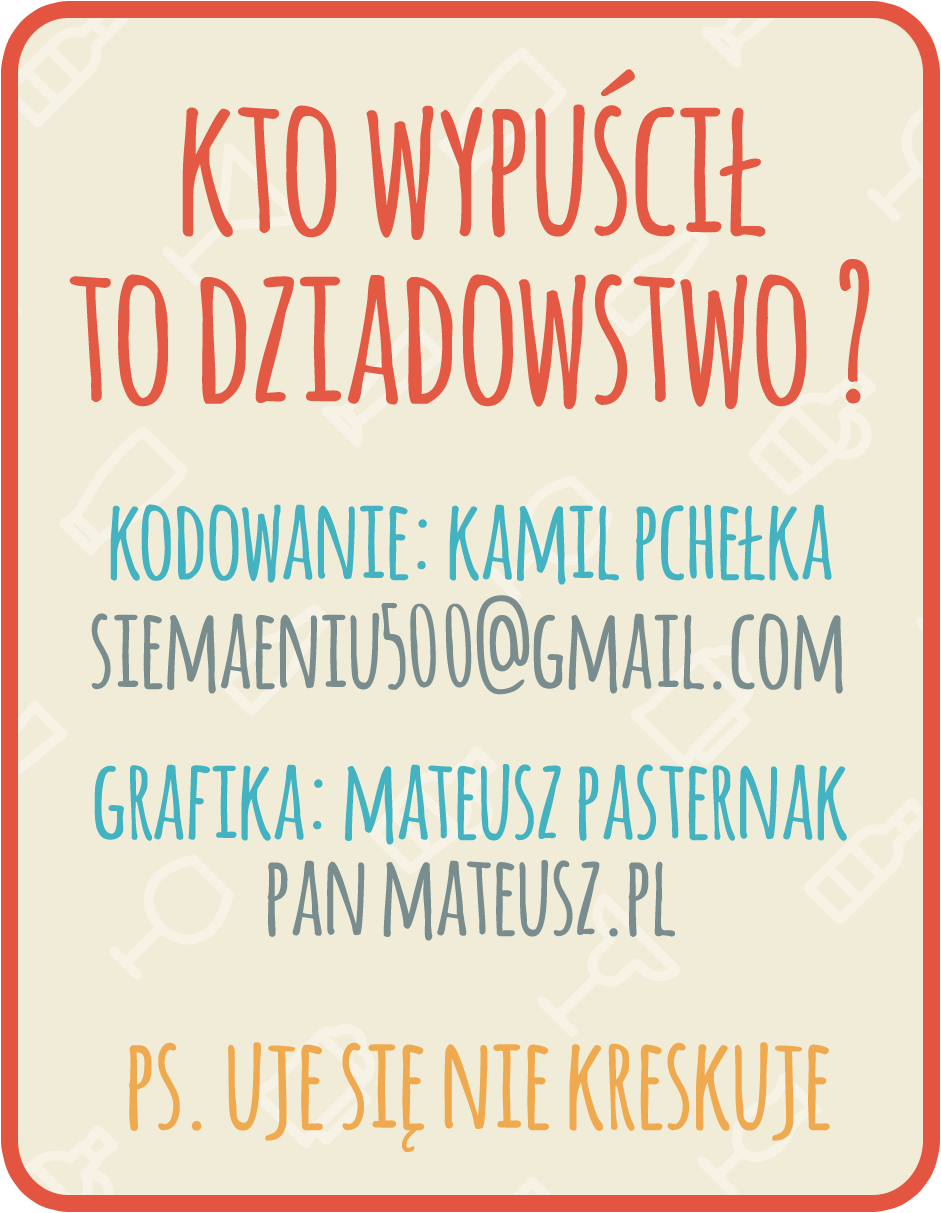 KTO WYPUŚCIŁ
TO DZIADOWSTWO ?
KODOWANIE: KAMIL PCHEŁKA
SIEMAENIU500@GMAIL.COM
GRAFIKA: MATEUSZ PASTERNAK
PAN MATEUSZ.PL
PS. UJE SIĘ NIE KRESKUJE